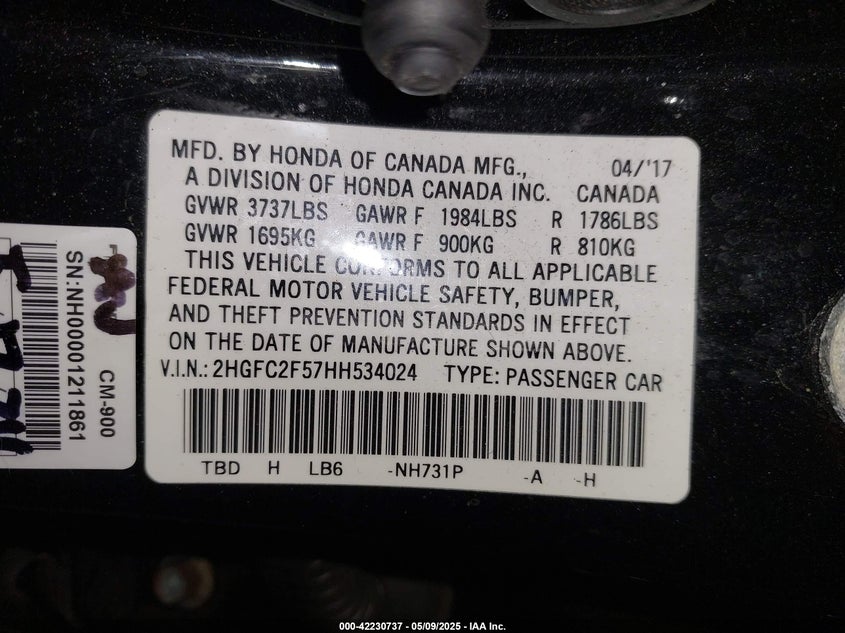 MFD. BY HONDA OF CANADA MFG., 04/'17
A DIVISION OF HONDA CANADA INC. CANADA
GVWR 3737LBS GAWR F 1984LBS R 1786LBS
GVWR 1695KG GAWR F 900KG R 810KG
THIS VEHICLE CONFORMS TO ALL APPLICABLE
FEDERAL MOTOR VEHICLE SAFETY, BUMPER,
AND THEFT PREVENTION STANDARDS IN EFFECT
ON THE DATE OF MANUFACTURE SHOWN ABOVE.
V.I.N.: 2HGFC2F57HH534024 TYPE: PASSENGER CAR
TBD H LB6 -NH731P -A -H
SN:NH00001211861
CM-900
000-42230737 - 05/09/2025 - IAA Inc.